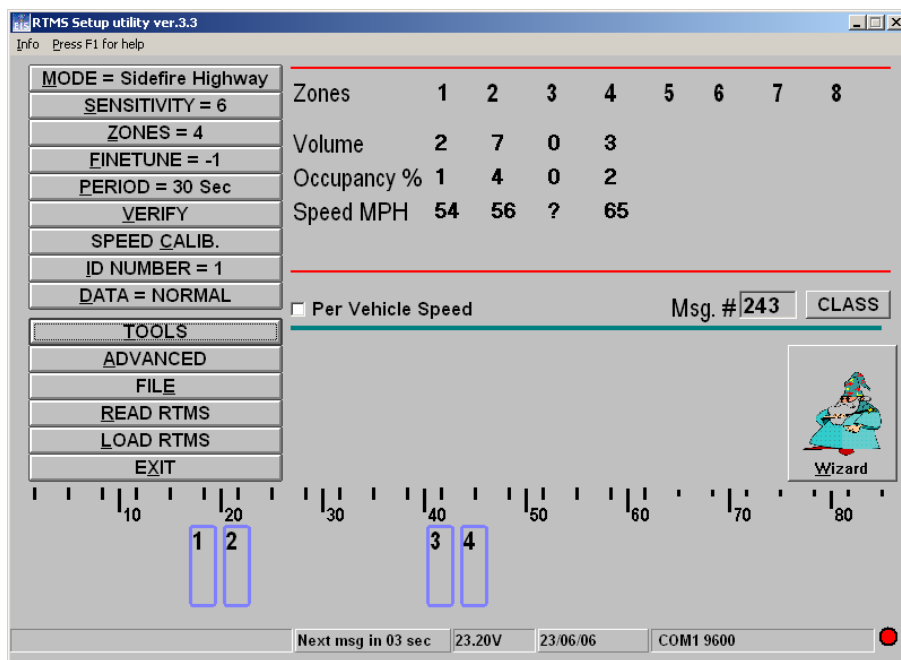 EIS RTMS Setup utility ver.3.3
Info Press F1 for help
MODE = Sidefire Highway
SENSITIVITY = 6
ZONES = 4
FINETUNE = -1
PERIOD = 30 Sec
VERIFY
SPEED CALIB.
ID NUMBER = 1
DATA = NORMAL
TOOLS
ADVANCED
FILE
READ RTMS
LOAD RTMS
EXIT
Zones 1 2 3 4 5 6 7 8
Volume 2 7 0 3
Occupancy % 1 4 0 2
Speed MPH 54 56 ? 65
Per Vehicle Speed Msg. # 243 CLASS
Wizard
10 20 30 40 50 60 70 80
1 2 3 4
Next msg in 03 sec 23.20V 23/06/06 COM1 9600